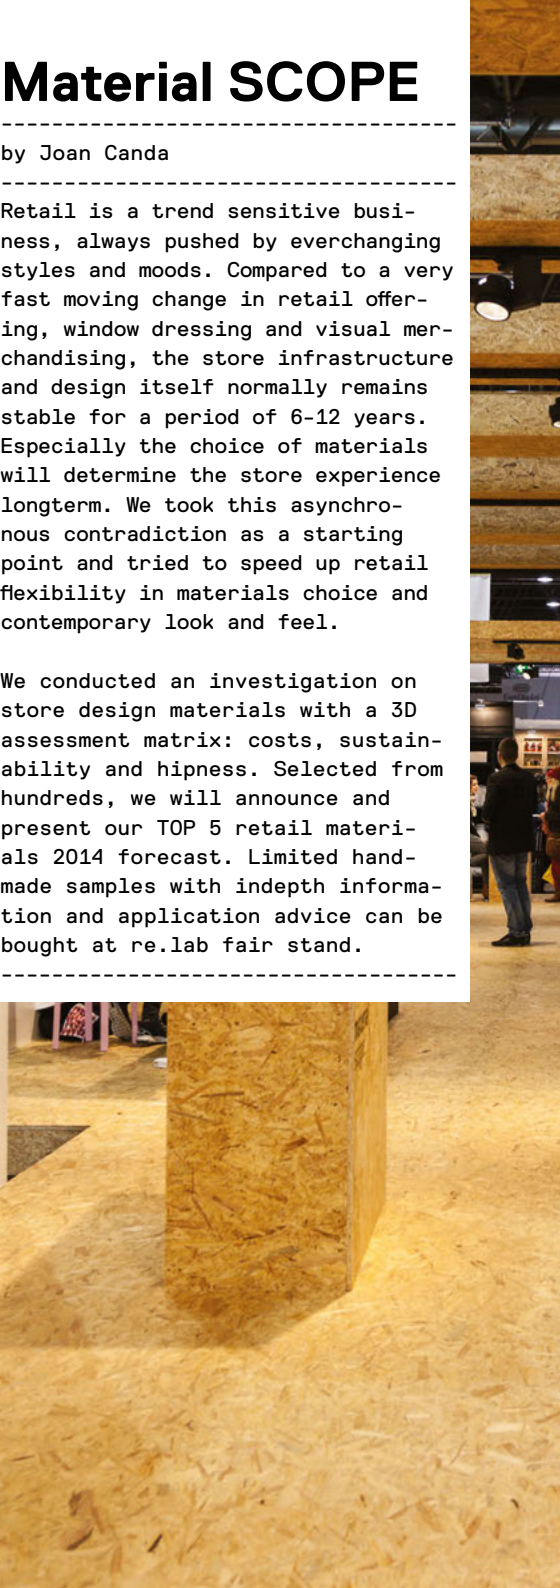 Material SCOPE
------------------------------------
by Joan Canda
------------------------------------
Retail is a trend sensitive busi-
ness, always pushed by everchanging
styles and moods. Compared to a very
fast moving change in retail offer-
ing, window dressing and visual mer-
chandising, the store infrastructure
and design itself normally remains
stable for a period of 6-12 years.
Especially the choice of materials
will determine the store experience
longterm. We took this asynchro-
nous contradiction as a starting
point and tried to speed up retail
flexibility in materials choice and
contemporary look and feel.

We conducted an investigation on
store design materials with a 3D
assessment matrix: costs, sustain-
ability and hipness. Selected from
hundreds, we will announce and
present our TOP 5 retail materi-
als 2014 forecast. Limited hand-
made samples with indepth informa-
tion and application advice can be
bought at re.lab fair stand.
------------------------------------